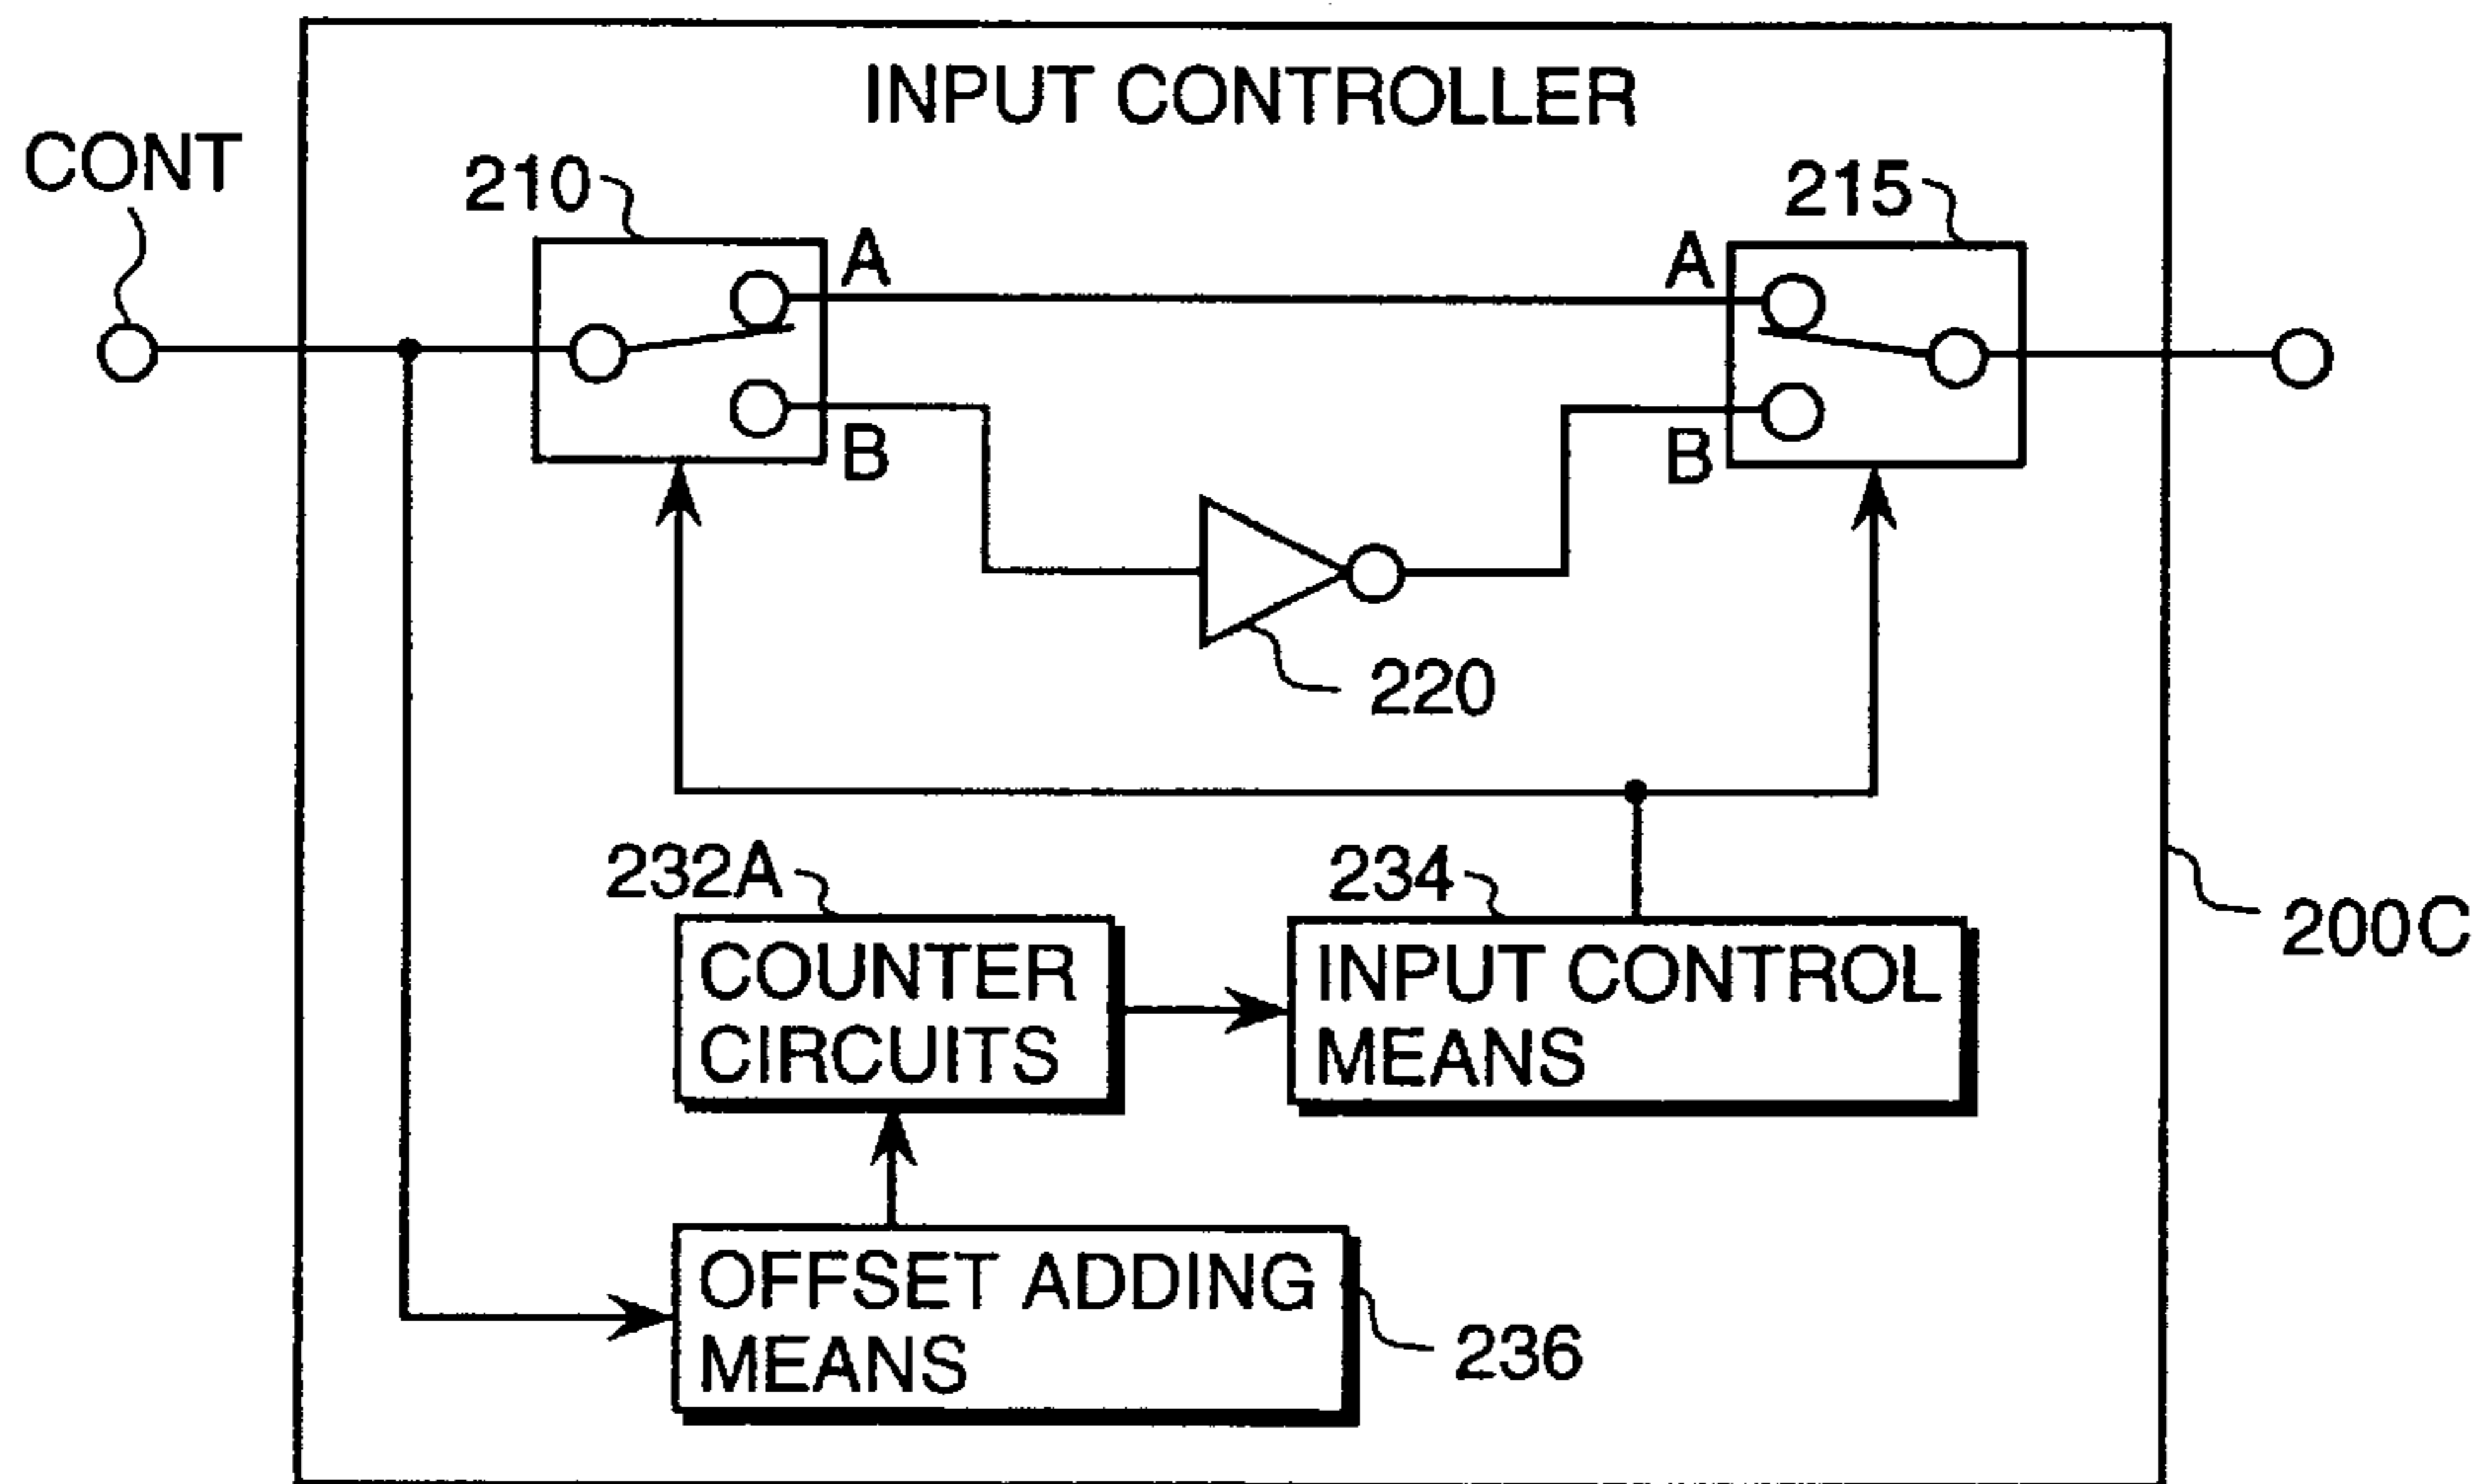 INPUT CONTROLLER
CONT
210
215
A
A
B
B
220
232A
234
COUNTER
CIRCUITS
INPUT CONTROL
MEANS
200C
OFFSET ADDING
MEANS
236